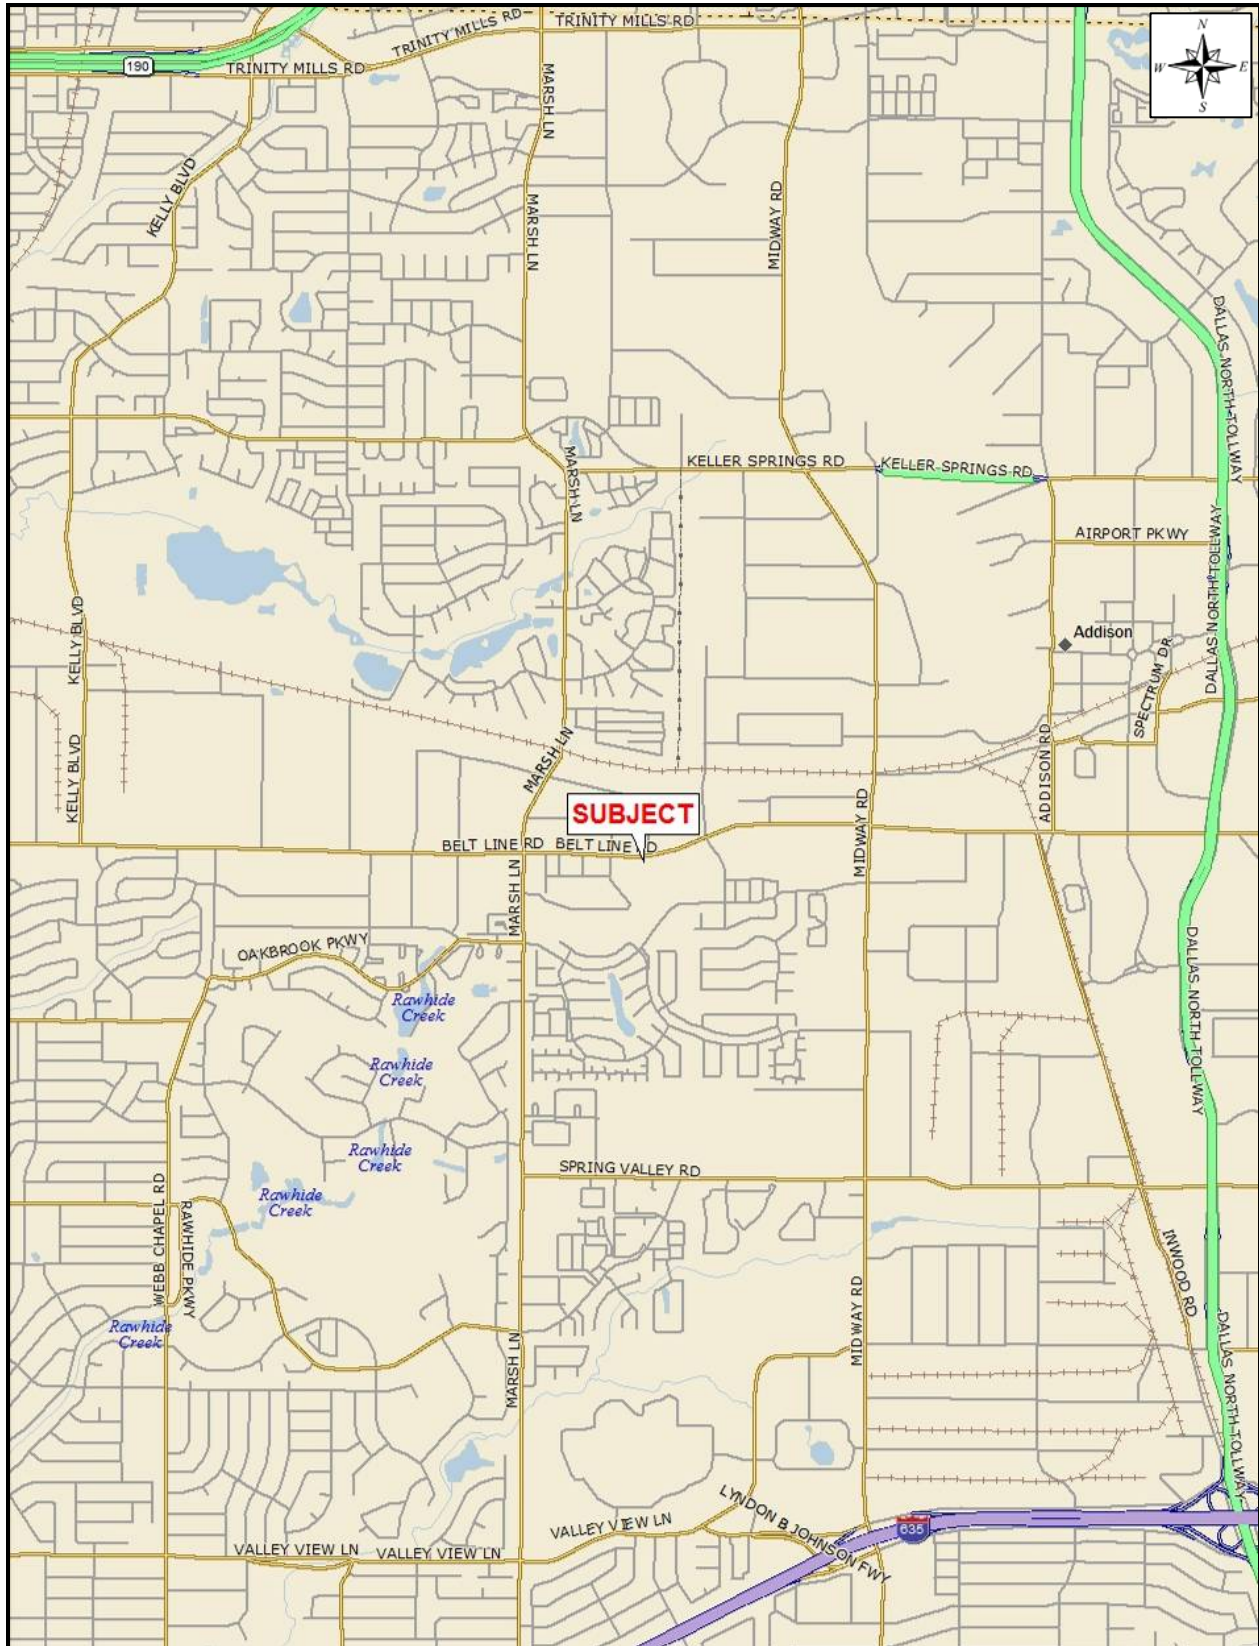 TRINITY MILLS RD
TRINITY MILLS RD
190
TRINITY MILLS RD
N
W
E
S
MARSH LN
KELLY BLVD
MARSH LN
MIDWAY RD
DALLAS NORTH TOLLWAY
MARSH LN
KELLER SPRINGS RD
KELLER SPRINGS RD
AIRPORT PKWY
DALLAS NORTH TOLLWAY
KELLY BLVD
Addison
SPECTRUM DR
KELLY BLVD
MARSH LN
ADDISON RD
MIDWAY RD
SUBJECT
BELT LINE RD
BELT LINE RD
MARSH LN
OAKBROOK PKWY
DALLAS NORTH TOLLWAY
Rawhide
Creek
Rawhide
Creek
Rawhide
Creek
SPRING VALLEY RD
Rawhide
Creek
WEBB CHAPEL RD
RAWHIDE PKWY
INWOOD RD
Rawhide
Creek
MARSH LN
MIDWAY RD
DALLAS NORTH TOLLWAY
LYNDON B JOHNSON FWY
635
VALLEY VIEW LN
VALLEY VIEW LN
VALLEY VIEW LN